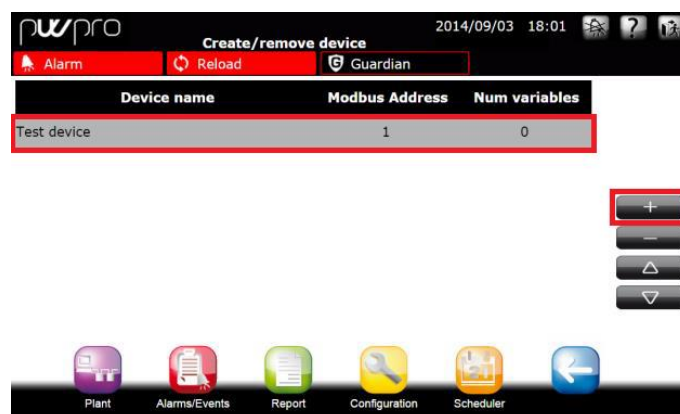 pwpro
Create/remove device
2014/09/03 18:01
?
Alarm Reload G Guardian
Device name Modbus Address Num variables
Test device 1 0
+
−
Plant Alarms/Events Report Configuration Scheduler